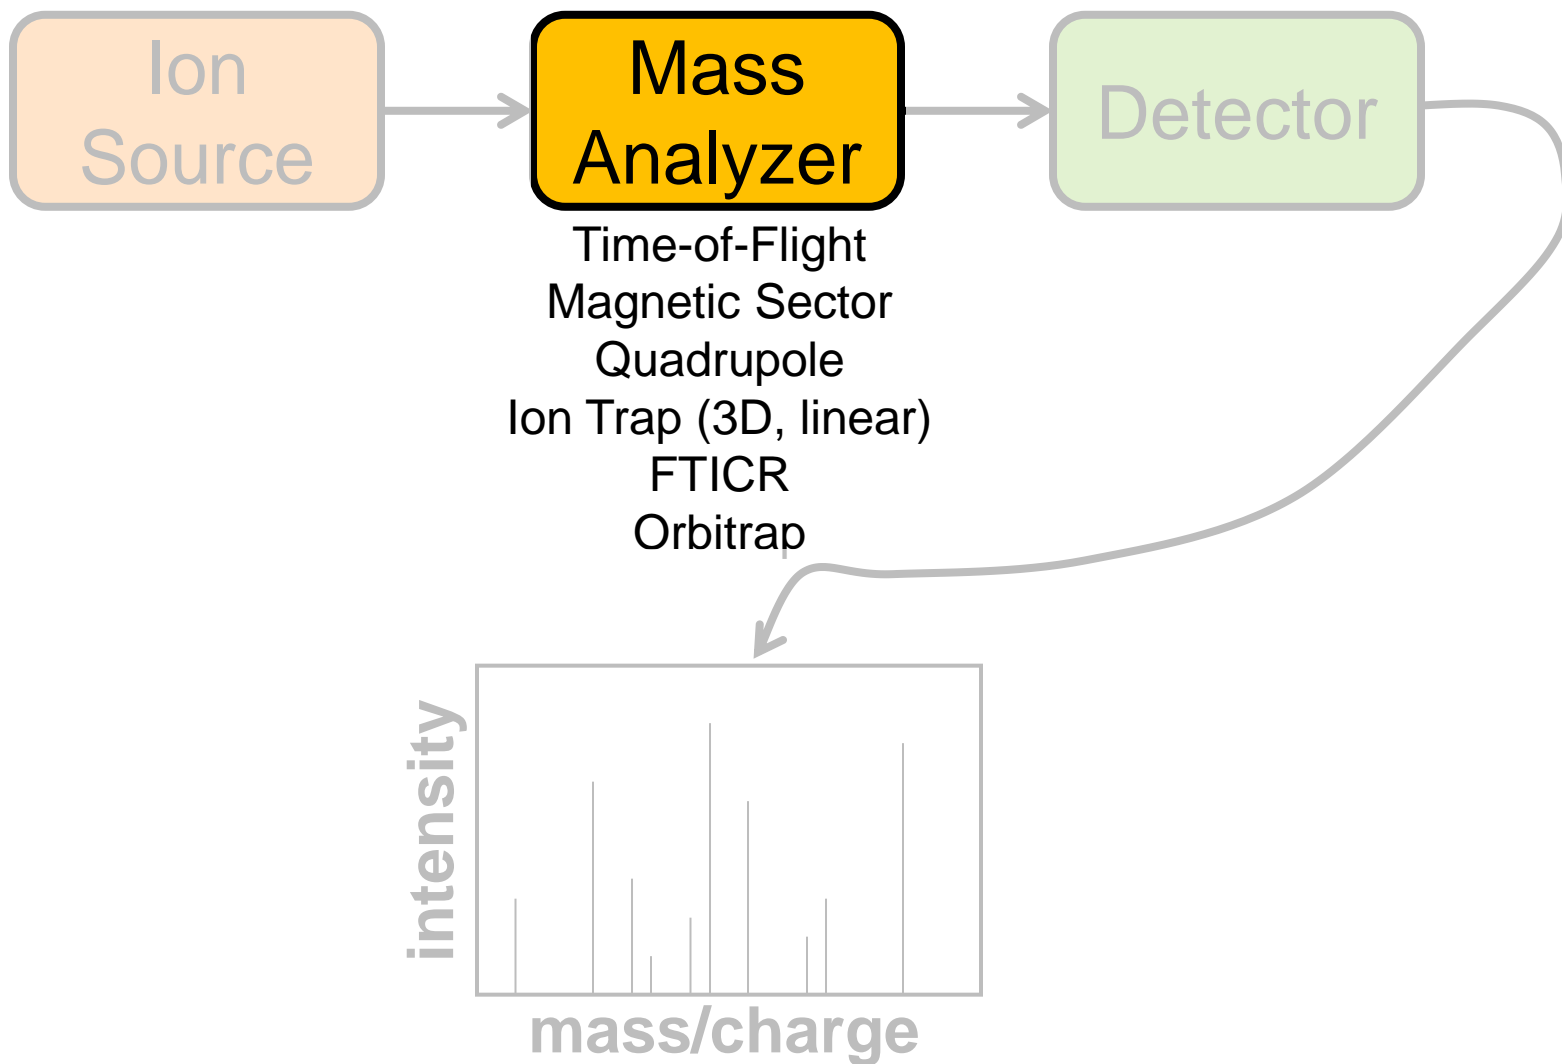 Ion
Source
Mass
Analyzer
Detector
Time-of-Flight
Magnetic Sector
Quadrupole
Ion Trap (3D, linear)
FTICR
Orbitrap
intensity
mass/charge